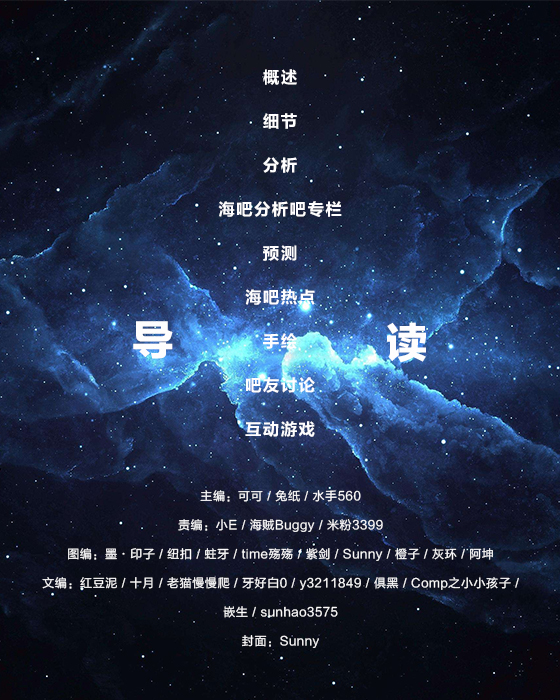 概述
细节
分析
海吧分析吧专栏
预测
海吧热点
导 读
手绘
吧友讨论
互动游戏
主编：可可 / 兔纸 / 水手560
责编：小E / 海贼Buggy / 米粉3399
图编：墨·印子 / 纽扣 / 蛀牙 / time殇殇 / 紫剑 / Sunny / 橙子 / 灰环 / 阿坤
文编：红豆泥 / 十月 / 老猫慢慢爬 / 牙好白0 / y3211849 / 俱黑 / Comp之小小孩子 /
嵌生 / sunhao3575
封面：Sunny